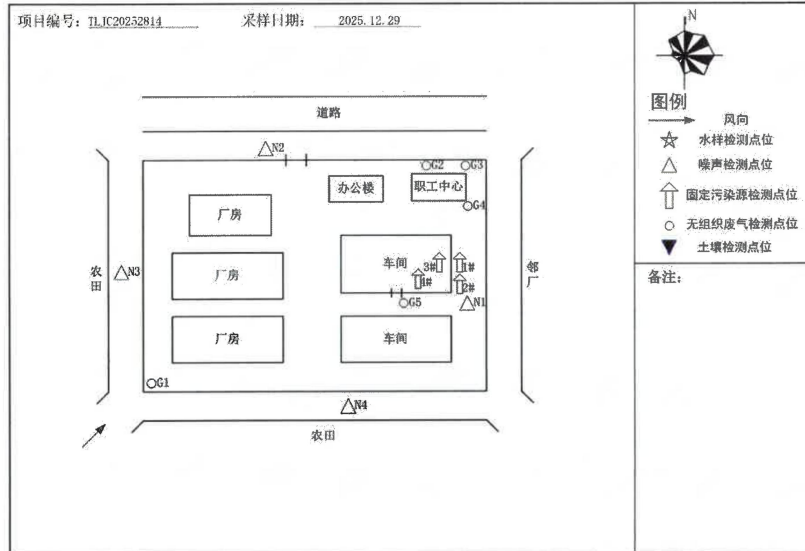 项目编号：TLJC20252814 采样日期：2025.12.29
N
图例
风向
水样检测点位
噪声检测点位
固定污染源检测点位
无组织废气检测点位
土壤检测点位
备注：
道路
N2
G2 G3
办公楼
职工中心
G4
厂房
农田
N3
厂房
车间
3# 1#
4# 2#
G5
N1
邻厂
厂房
车间
G1
N4
农田